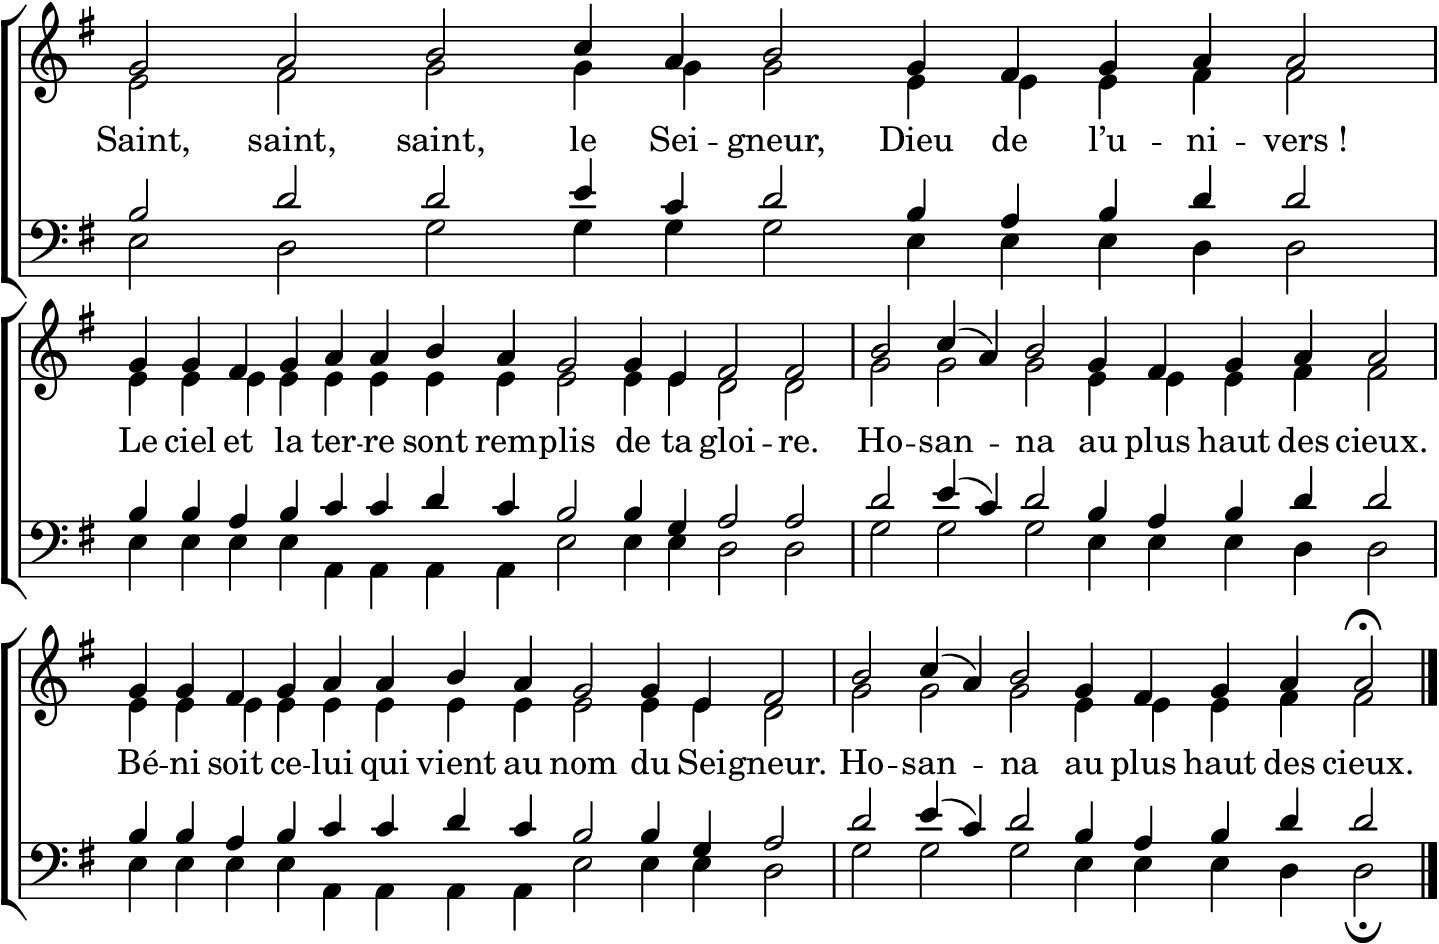 Saint, saint, saint, le Sei - gneur, Dieu de l’u - ni - vers !
Le ciel et la ter - re sont remplis de ta gloi - re. Ho - san - na au plus haut des cieux.
Bé - ni soit ce - lui qui vient au nom du Seigneur. Ho - san - na au plus haut des cieux.